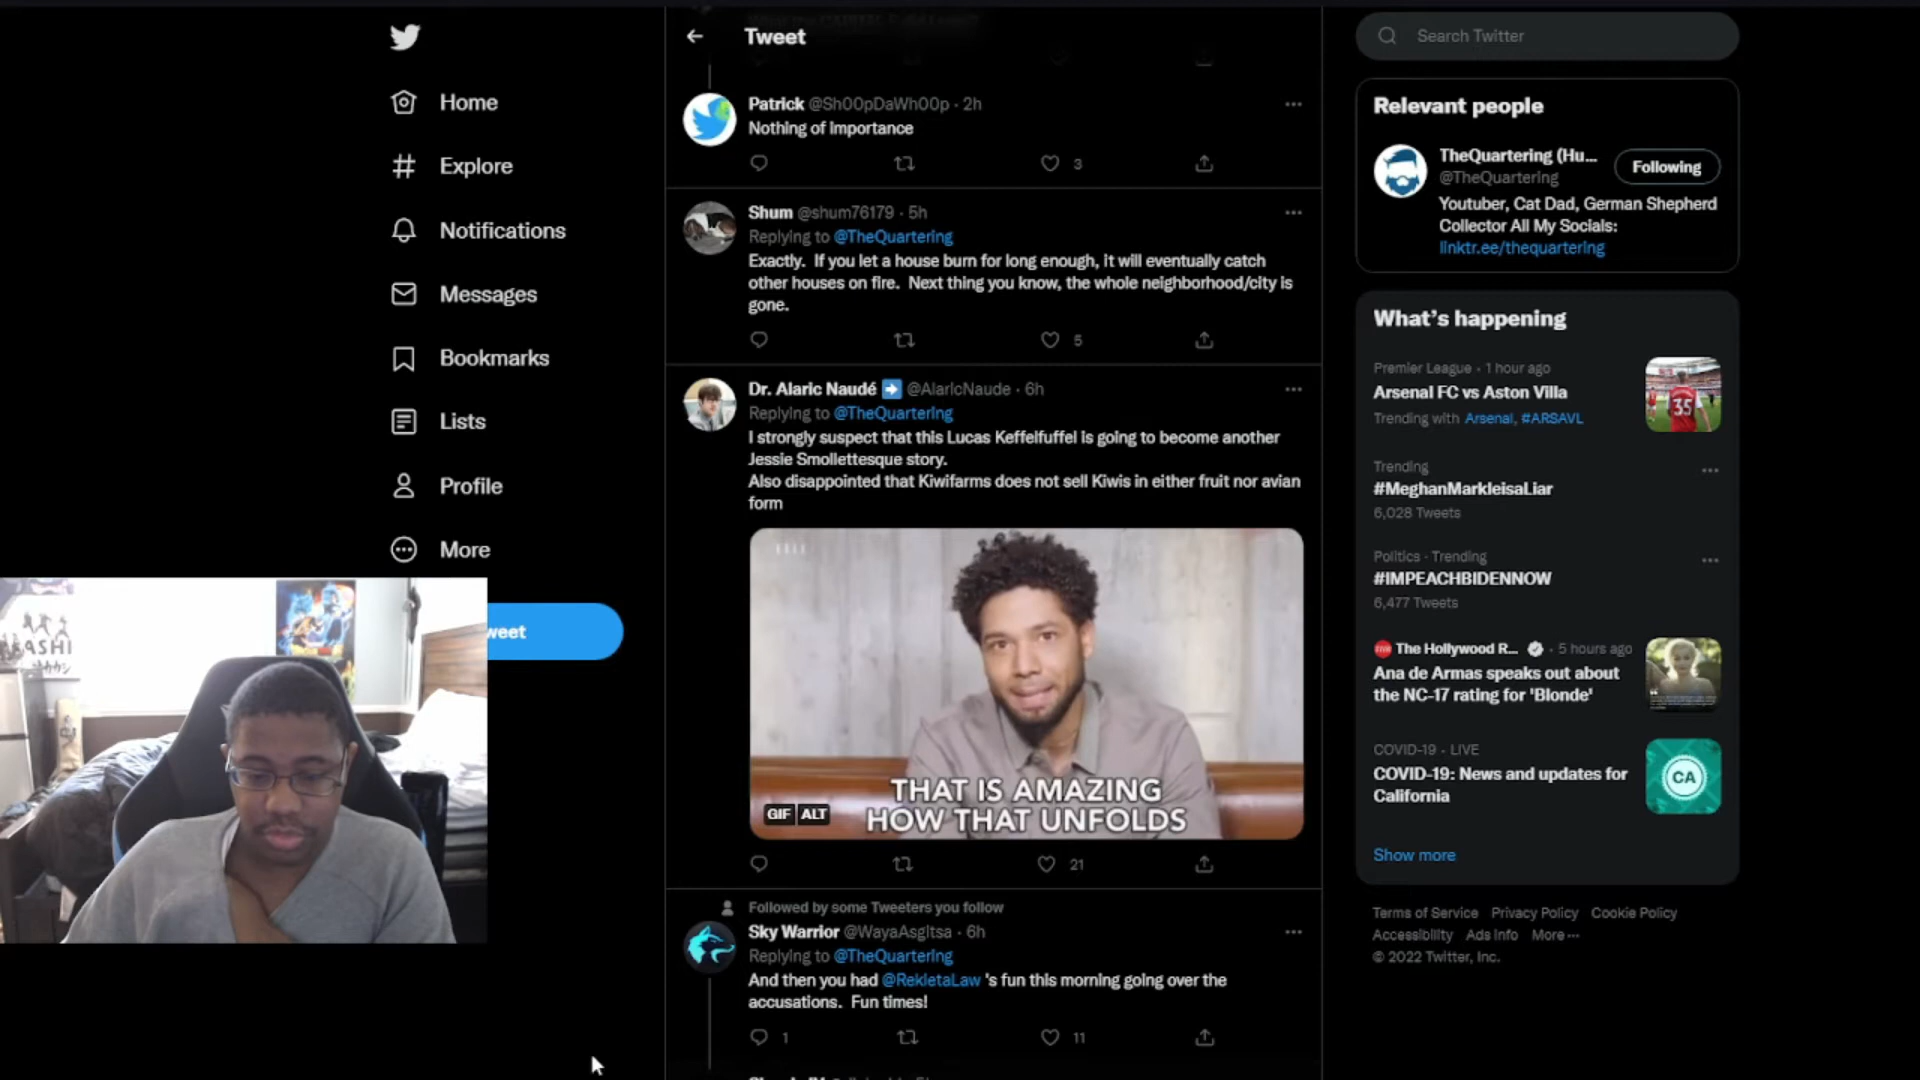 Tweet
Home
Explore
Notifications
Messages
Bookmarks
Lists
Profile
More
weet
Patrick @Sh00pDaWh00p · 2h
Nothing of Importance
3
Shum @shum76179 · 5h
Replying to @TheQuartering
Exactly. If you let a house burn for long enough, it will eventually catch
other houses on fire. Next thing you know, the whole neighborhood/city is
gone.
5
Dr. Alaric Naudé ➡ @AlaricNaude · 6h
Replying to @TheQuartering
I strongly suspect that this Lucas Keffelfuffel is going to become another
Jessie Smollettesque story.
Also disappointed that Kiwifarms does not sell Kiwis in either fruit nor avian
form
ELLE
THAT IS AMAZING
HOW THAT UNFOLDS
GIF ALT
21
Followed by some Tweeters you follow
Sky Warrior @WayaAsgitsa · 6h
Replying to @TheQuartering
And then you had @RekietaLaw 's fun this morning going over the
accusations. Fun times!
1 11
Search Twitter
Relevant people
TheQuartering (Hu...
@TheQuartering
Following
Youtuber, Cat Dad, German Shepherd
Collector All My Socials:
linktr.ee/thequartering
What's happening
Premier League · 1 hour ago
Arsenal FC vs Aston Villa
Trending with Arsenal, #ARSAVL
35
Trending
#MeghanMarkleisaLiar
6,028 Tweets
Politics · Trending
#IMPEACHBIDENNOW
6,477 Tweets
The Hollywood R... · 5 hours ago
Ana de Armas speaks out about
the NC-17 rating for 'Blonde'
COVID-19 · LIVE
COVID-19: News and updates for
California
CA
Show more
Terms of Service Privacy Policy Cookie Policy
Accessibility Ads info More ···
© 2022 Twitter, Inc.